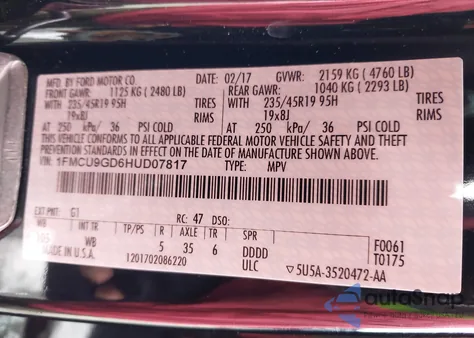 MFD. BY FORD MOTOR CO.
DATE: 02/17 GVWR: 2159 KG ( 4760 LB)
FRONT GAWR: 1125 KG ( 2480 LB) REAR GAWR: 1040 KG ( 2293 LB)
WITH 235/45R19 95H TIRES WITH 235/45R19 95H TIRES
19x8J RIMS 19x8J RIMS
AT 250 kPa/ 36 PSI COLD AT 250 kPa/ 36 PSI COLD
THIS VEHICLE CONFORMS TO ALL APPLICABLE FEDERAL MOTOR VEHICLE SAFETY AND THEFT
PREVENTION STANDARDS IN EFFECT ON THE DATE OF MANUFACTURE SHOWN ABOVE.
VIN: 1FMCU9GD6HUD07817 TYPE: MPV
EXT PNT: G1 RC: 47 DSO:
WB INT TR TP/PS R AXLE TR
WB 5 35 6 DDDD F0061
MADE IN U.S.A. ULC T0175
1201702086220 5U5A-3520472-AA
AutoSnap